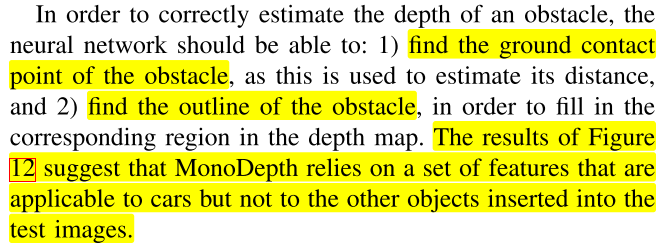 In order to correctly estimate the depth of an obstacle, the
neural network should be able to: 1) find the ground contact
point of the obstacle, as this is used to estimate its distance,
and 2) find the outline of the obstacle, in order to fill in the
corresponding region in the depth map. The results of Figure
12 suggest that MonoDepth relies on a set of features that are
applicable to cars but not to the other objects inserted into the
test images.